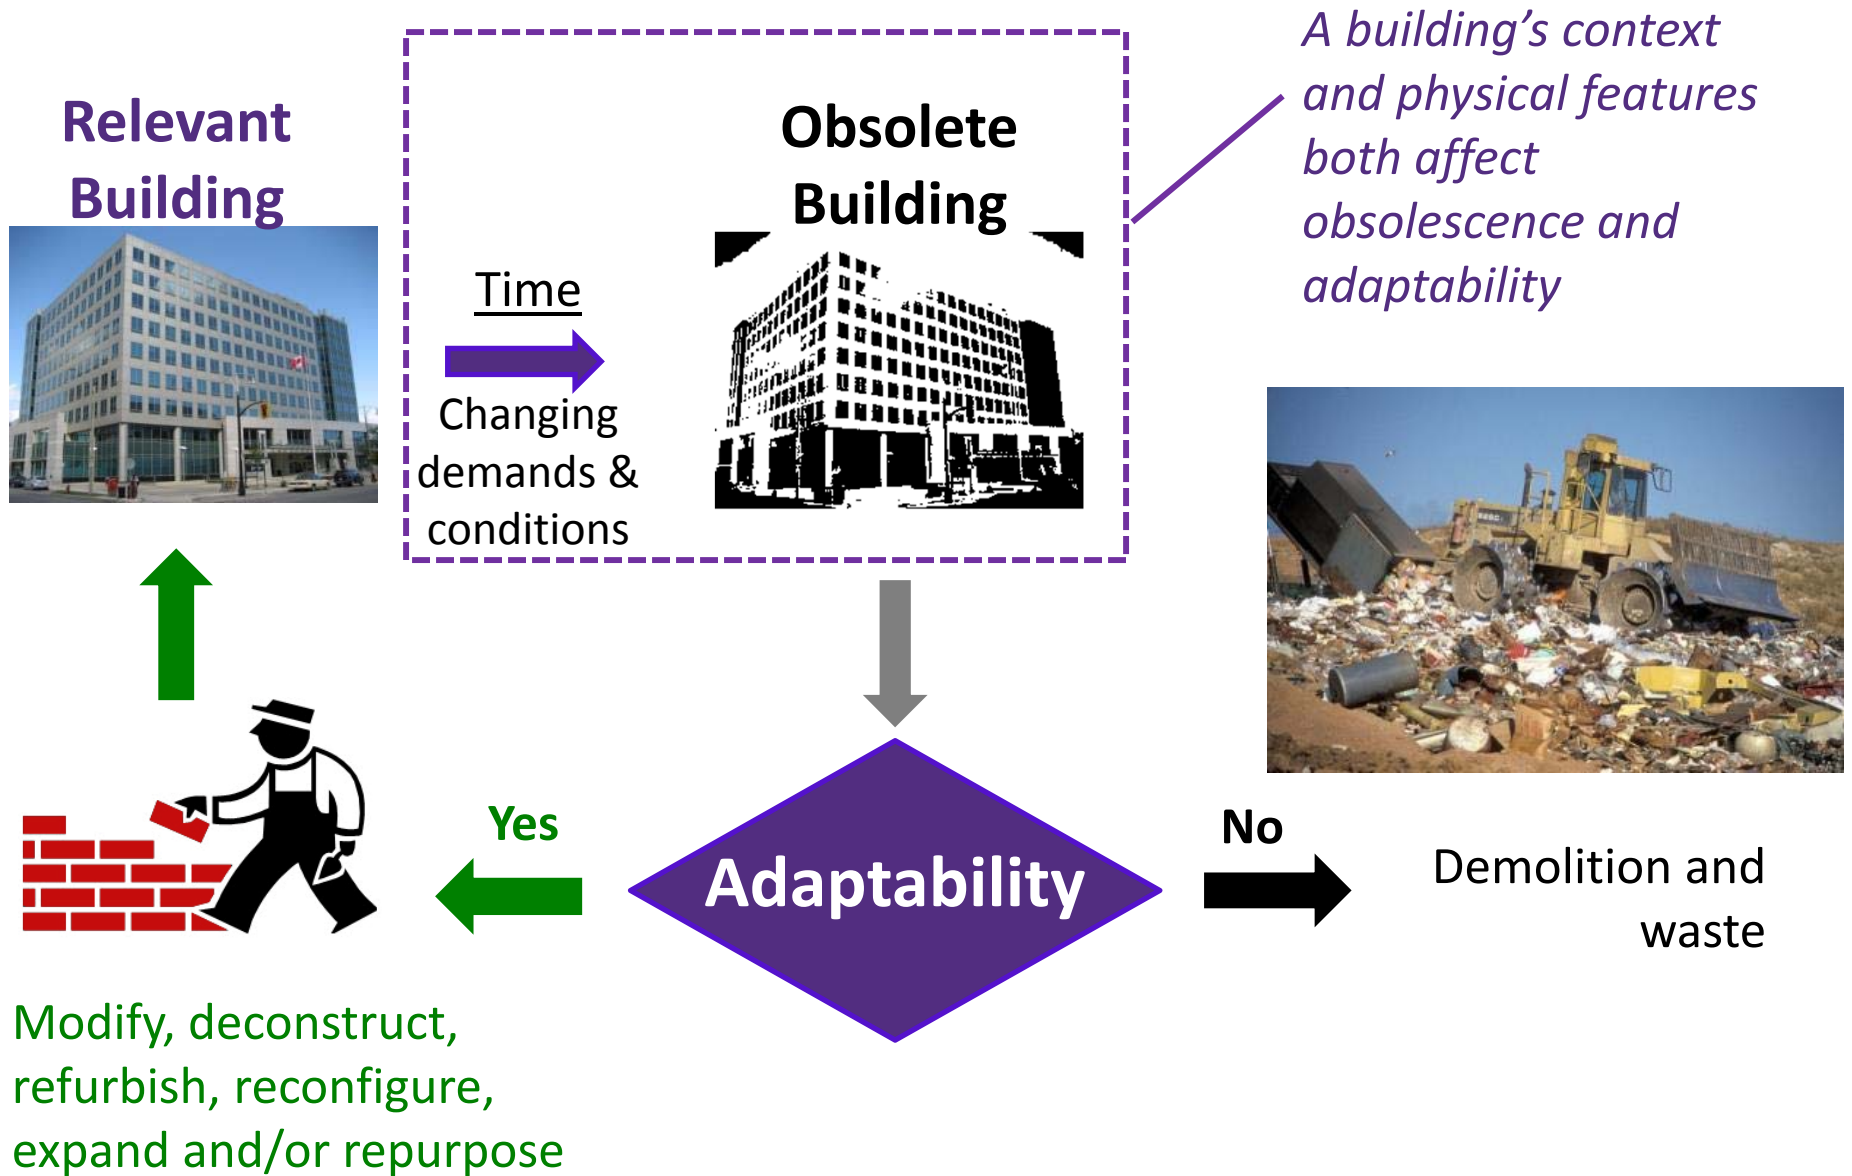 Relevant
Building
Time
Changing
demands &
conditions
Obsolete
Building
A building’s context
and physical features
both affect
obsolescence and
adaptability
Adaptability
Yes
No
Demolition and
waste
Modify, deconstruct,
refurbish, reconfigure,
expand and/or repurpose